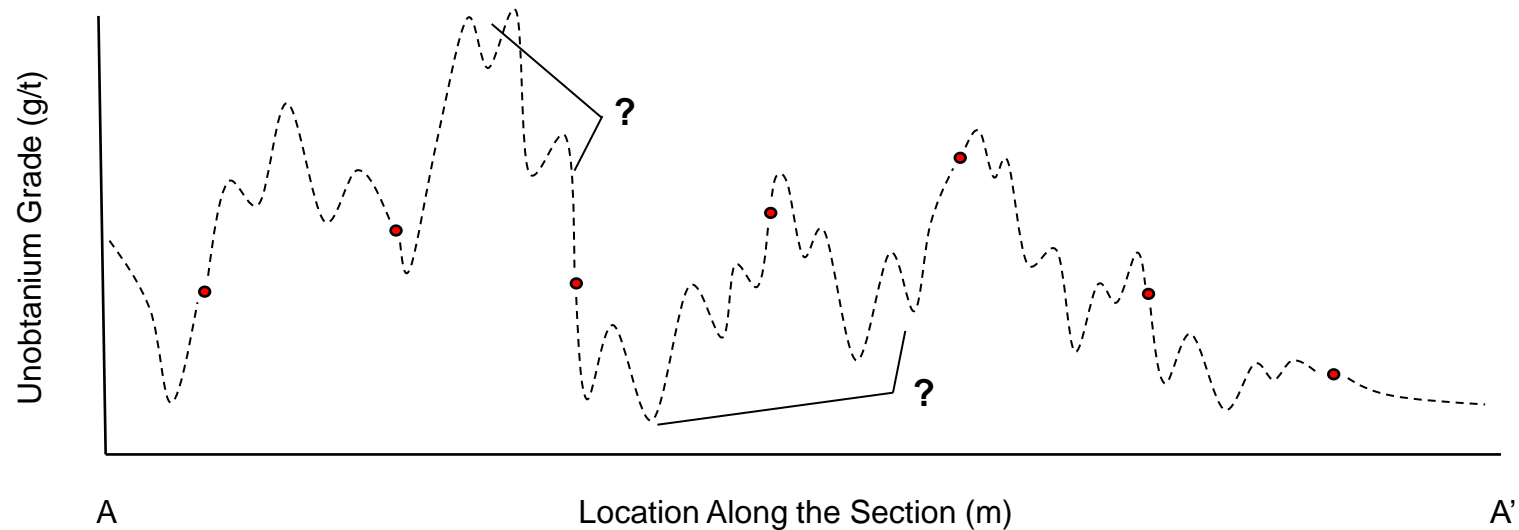 Unobtanium Grade (g/t)
?
?
A
Location Along the Section (m)
A'